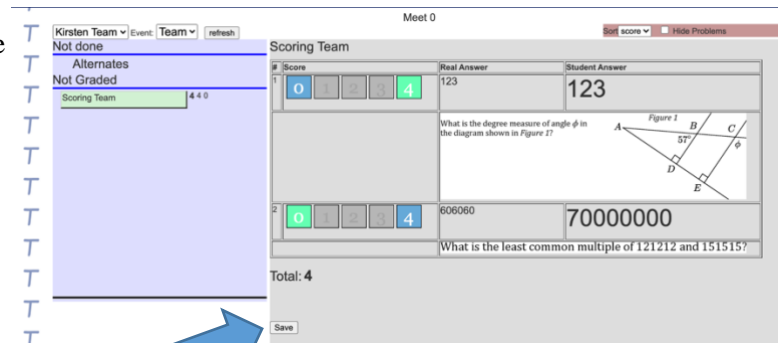 Meet 0
Kirsten Team Event: Team refresh
Sort score Hide Problems
Not done
Alternates
Not Graded
Scoring Team 4 4 0
Scoring Team
# Score Real Answer Student Answer
1 0 1 2 3 4 123 123
What is the degree measure of angle ϕ in
the diagram shown in Figure 1?
Figure 1
A B C
57°
ϕ
D
E
2 0 1 2 3 4 606060 70000000
What is the least common multiple of 121212 and 151515?
Total: 4
Save
e
T
T
T
T
T
T
T
T
T
T